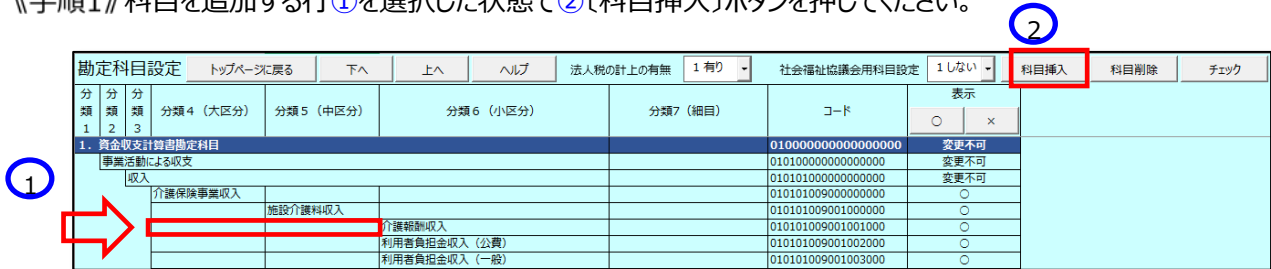 《手順1》科目を追加する行①を選択した状態で②〔科目挿入〕ボタンを押してください。
2
勘定科目設定 トップページに戻る 下へ 上へ ヘルプ 法人税の計上の有無 1 有り 社会福祉協議会用科目設定 1 しない 科目挿入 科目削除 チェック
分類1 分類2 分類3 分類4（大区分） 分類5（中区分） 分類6（小区分） 分類7（細目） コード 表示
○ ×
1．資金収支計算書勘定科目 010000000000000000 変更不可
事業活動による収支 010100000000000000 変更不可
1
収入 010101000000000000 変更不可
介護保険事業収入 010101009000000000 ○
施設介護料収入 010101009001000000 ○
介護報酬収入 010101009001001000 ○
利用者負担金収入（公費） 010101009001002000 ○
利用者負担金収入（一般） 010101009001003000 ○